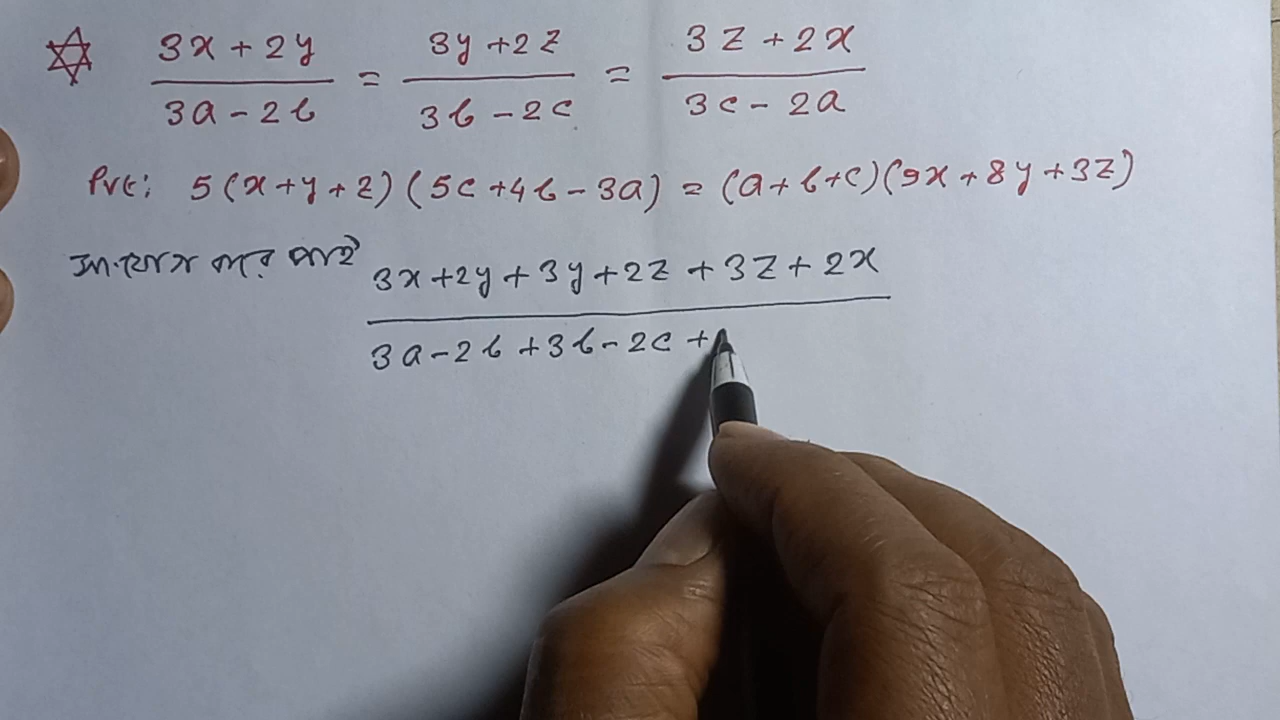 3x + 2y / 3a - 2b = 3y + 2z / 3b - 2c = 3z + 2x / 3c - 2a
Prt: 5(x+y+z)(5c+4b-3a) = (a+b+c)(9x+8y+3z)
3x+2y+3y+2z+3z+2x / 3a-2b+3b-2c+